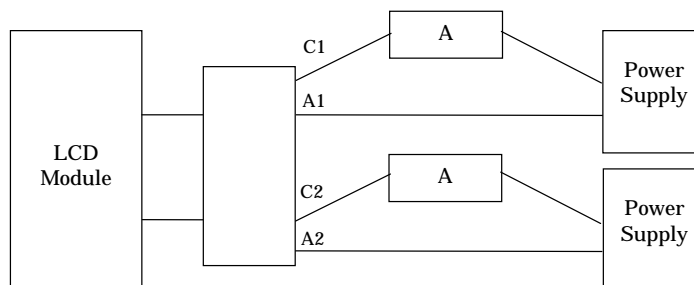 C1
A
Power
Supply
A1
LCD
Module
C2
A
Power
Supply
A2